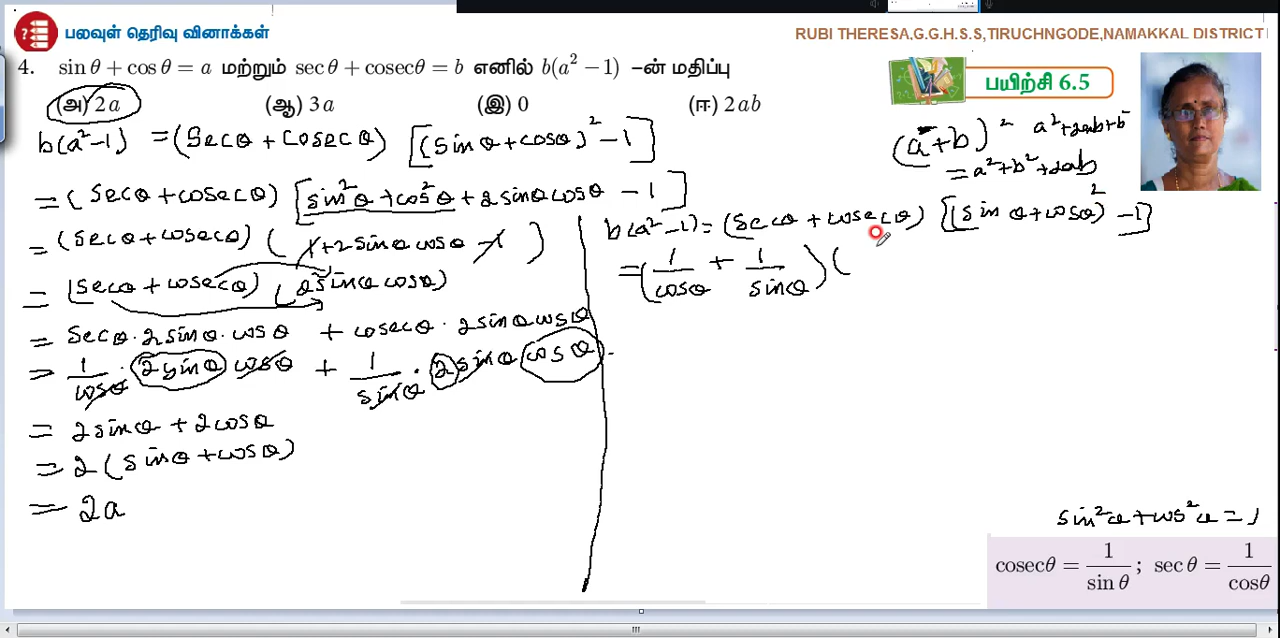 பலவுள் தெரிவு வினாக்கள்
RUBI THERESA,G.G.H.S.S,TIRUCHNGODE,NAMAKKAL DISTRICT
4. sin θ + cos θ = a மற்றும் sec θ + cosecθ = b எனில் b(a² − 1) –ன் மதிப்பு
பயிற்சி 6.5
(அ) 2a (ஆ) 3a (இ) 0 (ஈ) 2ab
b(a²-1) = (secθ + cosecθ) [(sinθ + cosθ)² - 1]
= (secθ + cosecθ) [sin²θ + cos²θ + 2sinθcosθ - 1]
= (secθ + cosecθ) (1 + 2sinθcosθ - 1)
= (secθ + cosecθ) (2sinθcosθ)
= secθ · 2sinθ · cosθ + cosecθ · 2sinθcosθ
= 1/cosθ · 2sinθ cosθ + 1/sinθ · 2sinθ cosθ
= 2sinθ + 2cosθ
= 2(sinθ + cosθ)
= 2a
(a+b)² a²+2ab+b²
= a²+b²+2ab
b(a²-1) = (secθ + cosecθ) [(sinθ + cosθ)² - 1]
= (1/cosθ + 1/sinθ) (
sin²θ + cos²θ = 1
cosecθ = 1/sin θ ; sec θ = 1/cosθ